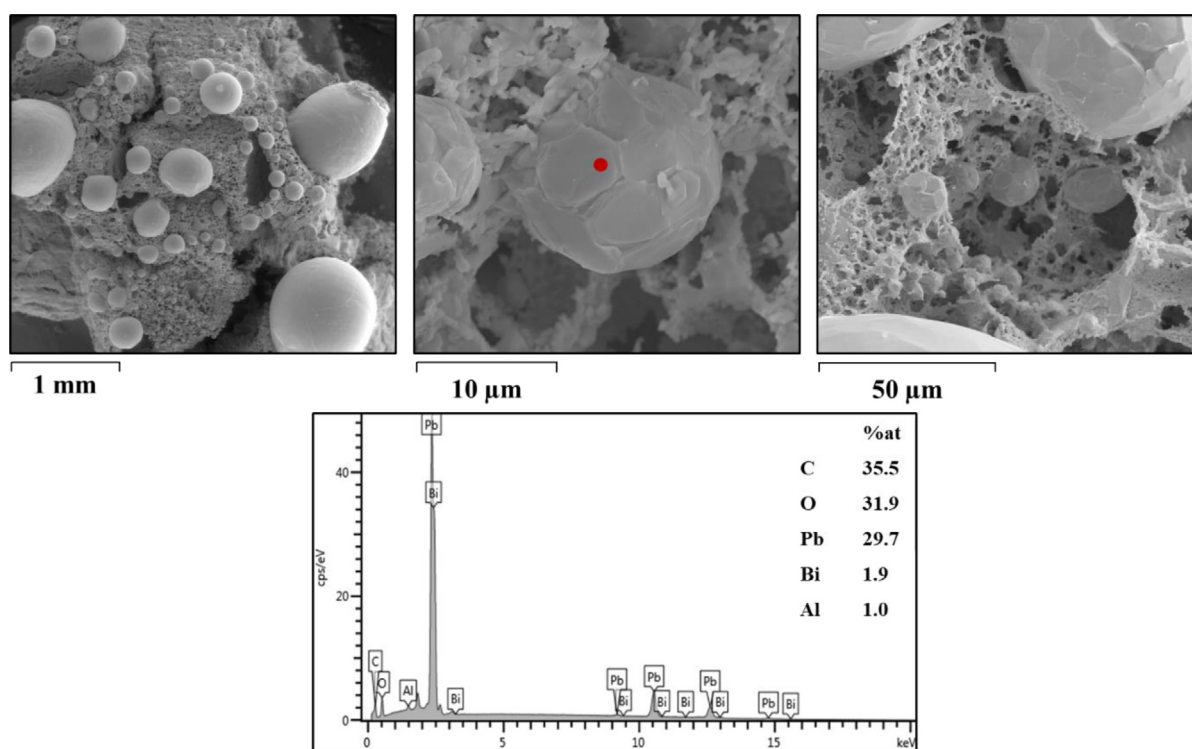 1 mm
10 µm
50 µm
%at
C 35.5
O 31.9
Pb 29.7
Bi 1.9
Al 1.0
cps/eV
40
20
0
C
O
Al
Pb
Bi
Bi
Pb
Bi
Pb
Bi
Bi
Pb
Bi
Pb
Bi
0
5
10
15
keV